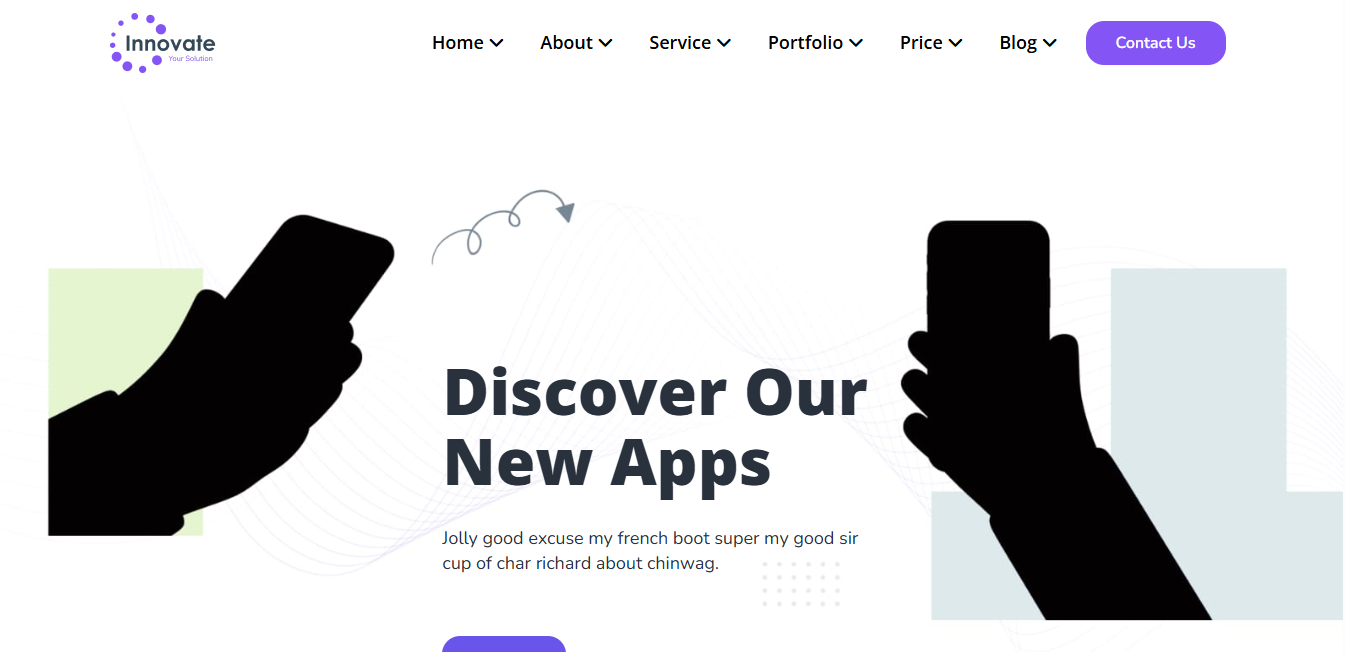 Innovate
Your Solution
Home
About
Service
Portfolio
Price
Blog
Contact Us
Discover Our
New Apps
Jolly good excuse my french boot super my good sir
cup of char richard about chinwag.